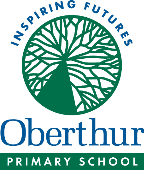 INSPIRING FUTURES
Oberthur
PRIMARY SCHOOL